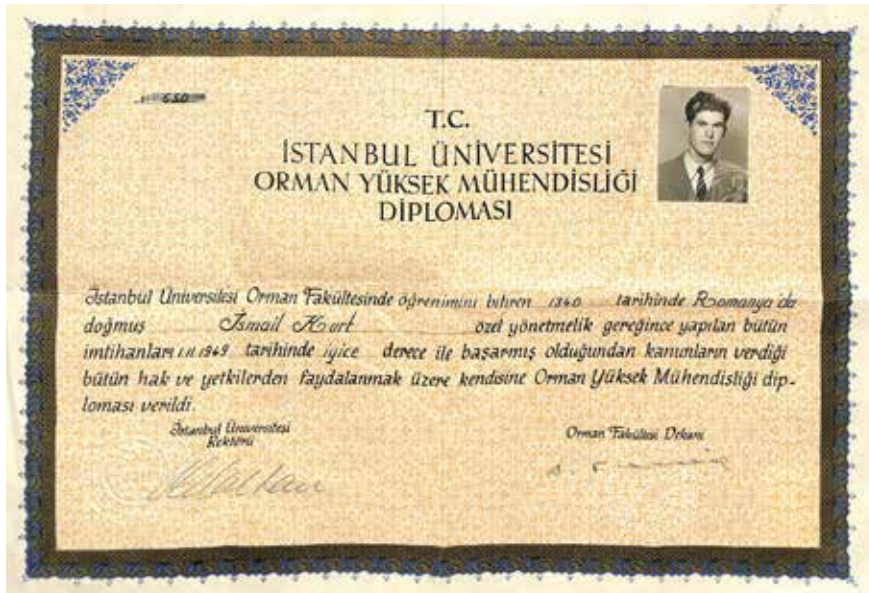 650
T.C.
İSTANBUL ÜNİVERSİTESİ
ORMAN YÜKSEK MÜHENDİSLİĞİ
DİPLOMASI
İstanbul Üniversitesi Orman Fakültesinde öğrenimini bitiren 1340 tarihinde Romanya'da
doğmuş İsmail Kurt özel yönetmelik gereğince yapılan bütün
imtihanları 1.11.1949 tarihinde iyice derece ile başarmış olduğundan kanunların verdiği
bütün hak ve yetkilerden faydalanmak üzere kendisine Orman Yüksek Mühendisliği dip-
loması verildi.
İstanbul Üniversitesi
Rektörü
Orman Fakültesi Dekanı